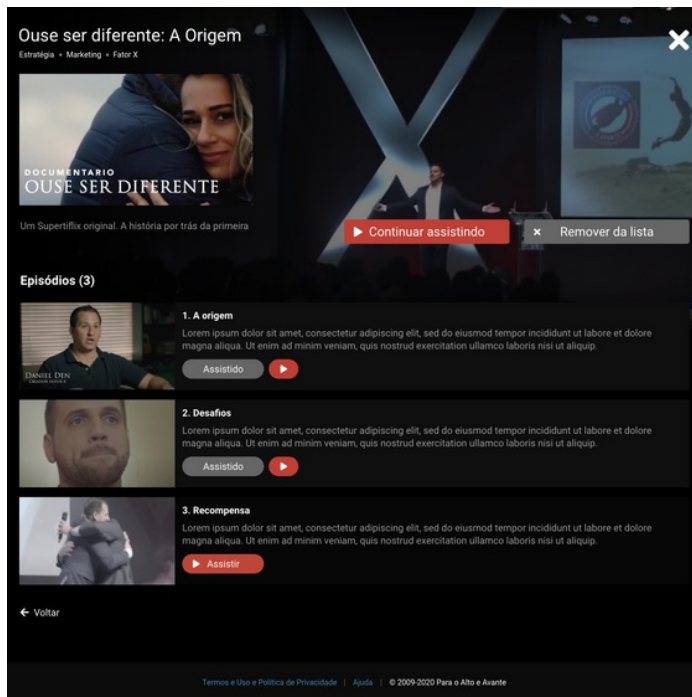 Ouse ser diferente: A Origem
Estratégia • Marketing • Fator X
DOCUMENTARIO
OUSE SER DIFERENTE
Um Supertiflix original. A história por trás da primeira
Continuar assistindo
Remover da lista
Episódios (3)
DANIEL DEN
CRIADOR FATOR X
1. A origem
Lorem ipsum dolor sit amet, consectetur adipiscing elit, sed do eiusmod tempor incididunt ut labore et dolore
magna aliqua. Ut enim ad minim veniam, quis nostrud exercitation ullamco laboris nisi ut aliquip.
Assistido
2. Desafios
Lorem ipsum dolor sit amet, consectetur adipiscing elit, sed do eiusmod tempor incididunt ut labore et dolore
magna aliqua. Ut enim ad minim veniam, quis nostrud exercitation ullamco laboris nisi ut aliquip.
Assistido
3. Recompensa
Lorem ipsum dolor sit amet, consectetur adipiscing elit, sed do eiusmod tempor incididunt ut labore et dolore
magna aliqua. Ut enim ad minim veniam, quis nostrud exercitation ullamco laboris nisi ut aliquip.
Assistir
Voltar
Termos e Uso e Política de Privacidade | Ajuda | © 2009-2020 Para o Alto e Avante